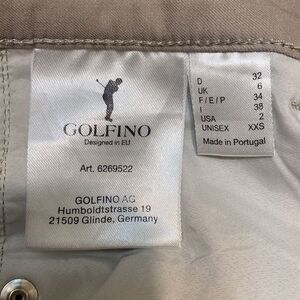 GOLFINO
Designed in EU
Art. 6269522
GOLFINO AG
Humboldtstrasse 19
21509 Glinde, Germany
D 32
UK 6
F/E/P 34
I 38
USA 2
UNISEX XXS
Made in Portugal